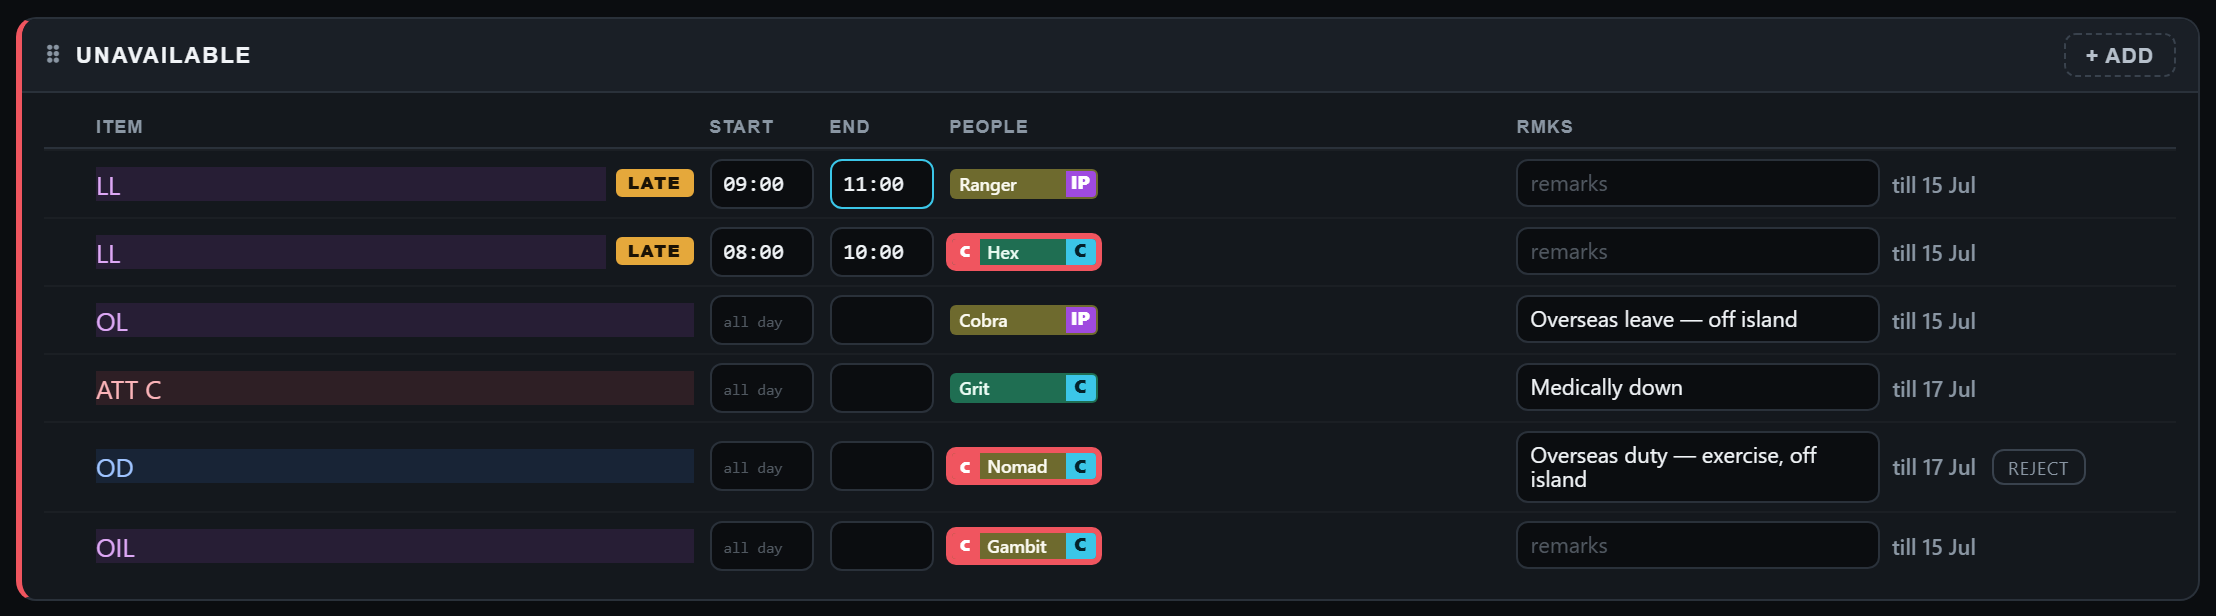 UNAVAILABLE
+ ADD
ITEM START END PEOPLE RMKS
LL LATE 09:00 11:00 Ranger IP remarks till 15 Jul
LL LATE 08:00 10:00 C Hex C remarks till 15 Jul
OL all day Cobra IP Overseas leave — off island till 15 Jul
ATT C all day Grit C Medically down till 17 Jul
OD all day C Nomad C Overseas duty — exercise, off
island till 17 Jul REJECT
OIL all day C Gambit C remarks till 15 Jul